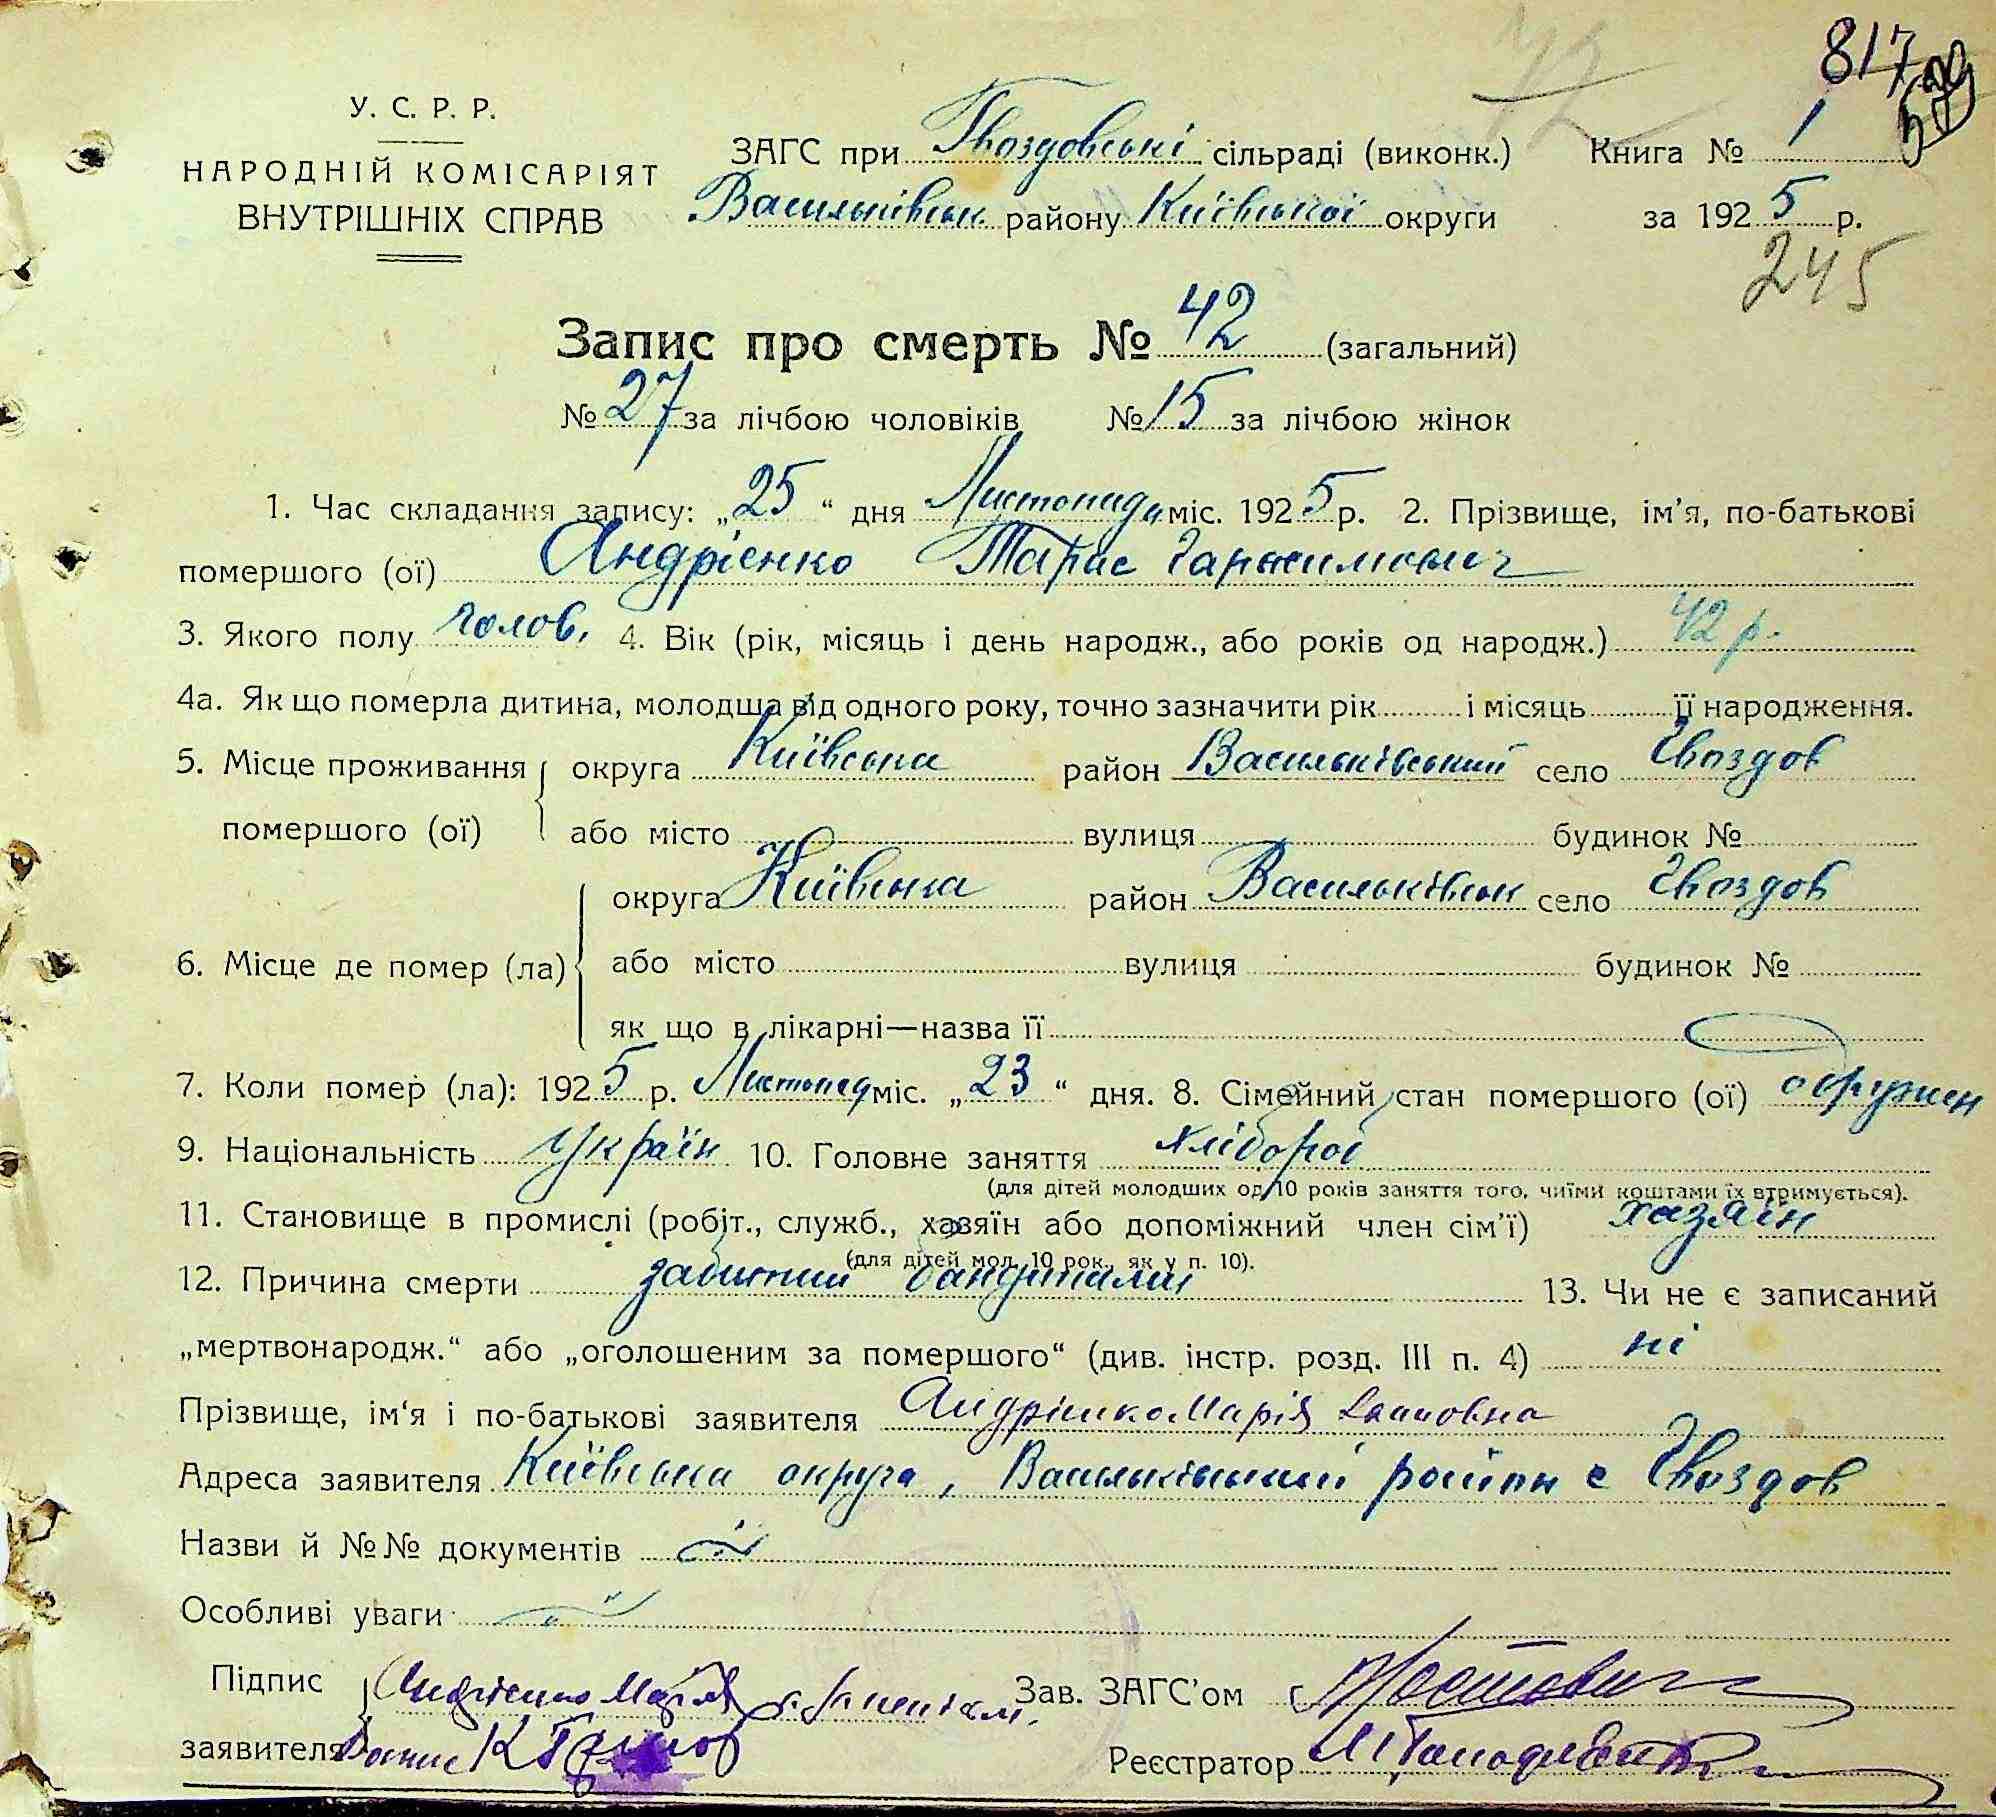 817
У. С. Р. Р.
НАРОДНІЙ КОМІСАРІЯТ
ВНУТРІШНІХ СПРАВ
ЗАГС при Гвоздовські сільраді (виконк.) Книга № 1
Васильківськ району Київської округи за 1925 р.
245
Запис про смерть № 42 (загальний)
№ 27 за лічбою чоловіків № 15 за лічбою жінок
1. Час складання запису: „25“ дня Листопада міс. 1925 р. 2. Прізвище, ім'я, по-батькові
помершого (ої) Андрієнко Тарас
3. Якого полу чолов. 4. Вік (рік, місяць і день народж., або років од народж.) 42 р.
4а. Як що померла дитина, молодша від одного року, точно зазначити рік і місяць її народження.
5. Місце проживання округа Київська район Васильківський село Гвоздов
помершого (ої) або місто вулиця будинок №
округа Київська район Васильківськ село Гвоздов
6. Місце де помер (ла) або місто вулиця будинок №
як що в лікарні—назва її
7. Коли помер (ла): 1925 р. Листопад міс. „23“ дня. 8. Сімейний стан помершого (ої) одружен
9. Національність Україн 10. Головне заняття хлібороб
(для дітей молодших од 10 років заняття того, чиїми коштами їх втримується).
11. Становище в промислі (робіт., служб., хазяїн або допоміжний член сім'ї) хазяїн
(для дітей мол. 10 рок., як у п. 10).
12. Причина смерти забитий бандитами 13. Чи не є записаний
„мертвонародж.“ або „оголошеним за помершого“ (див. інстр. розд. III п. 4) ні
Прізвище, ім'я і по-батькові заявителя Андрієнко Марія
Адреса заявителя Київська округа, Васильківський район с Гвоздов
Назви й №№ документів
Особливі уваги
Підпис Андрієнко Марія Зав. ЗАГС'ом
заявителя Реєстратор